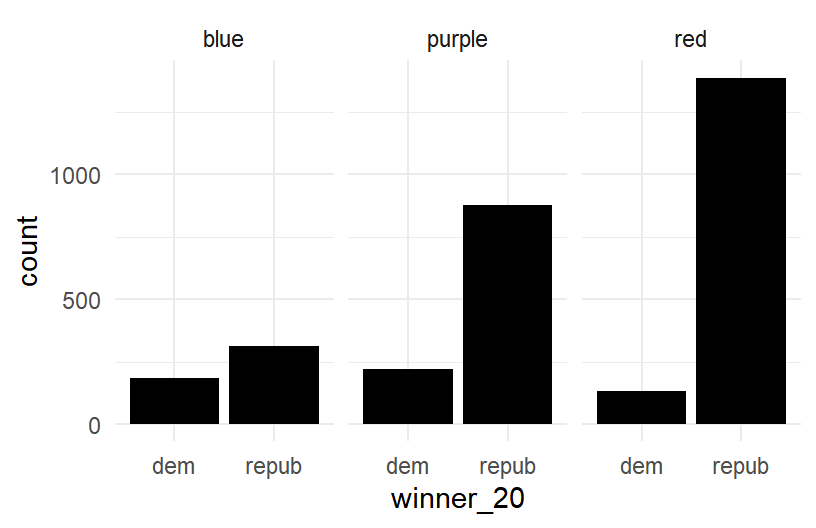 blue purple red
1000
500
0
count
dem repub dem repub dem repub
winner_20